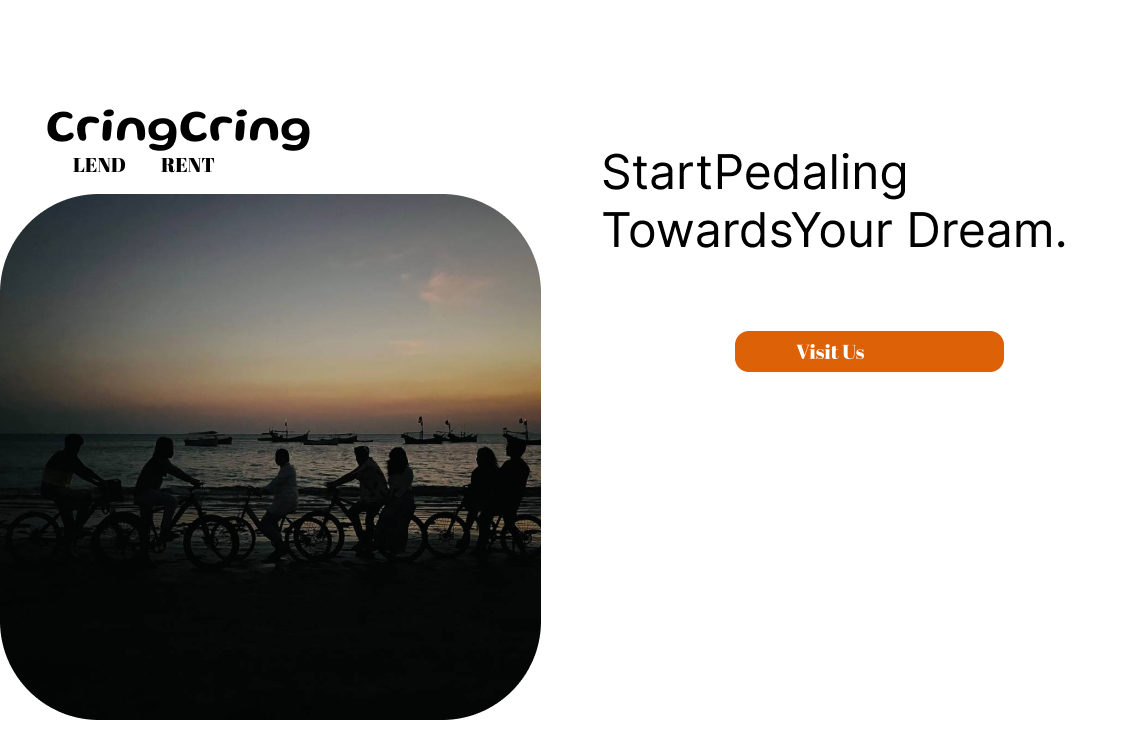 CringCring
LEND RENT
StartPedaling
TowardsYour Dream.
Visit Us